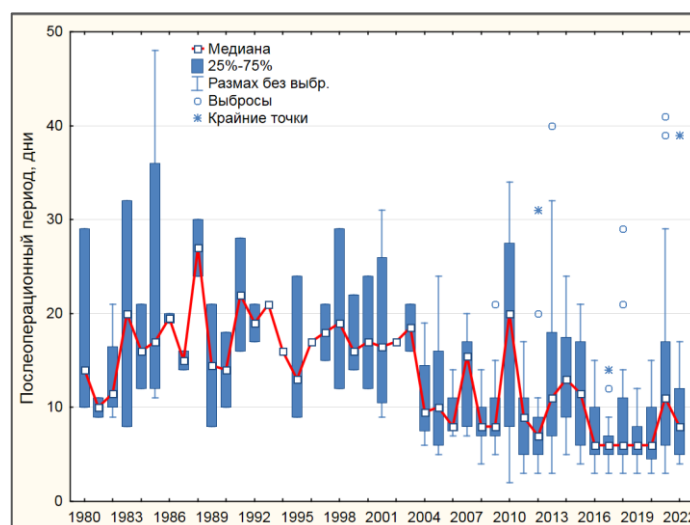 50
40
30
20
10
0
Послеоперационный период, дни
Медиана
25%-75%
Размах без выбр.
Выбросы
Крайние точки
1980 1983 1986 1989 1992 1995 1998 2001 2004 2007 2010 2013 2016 2019 2022